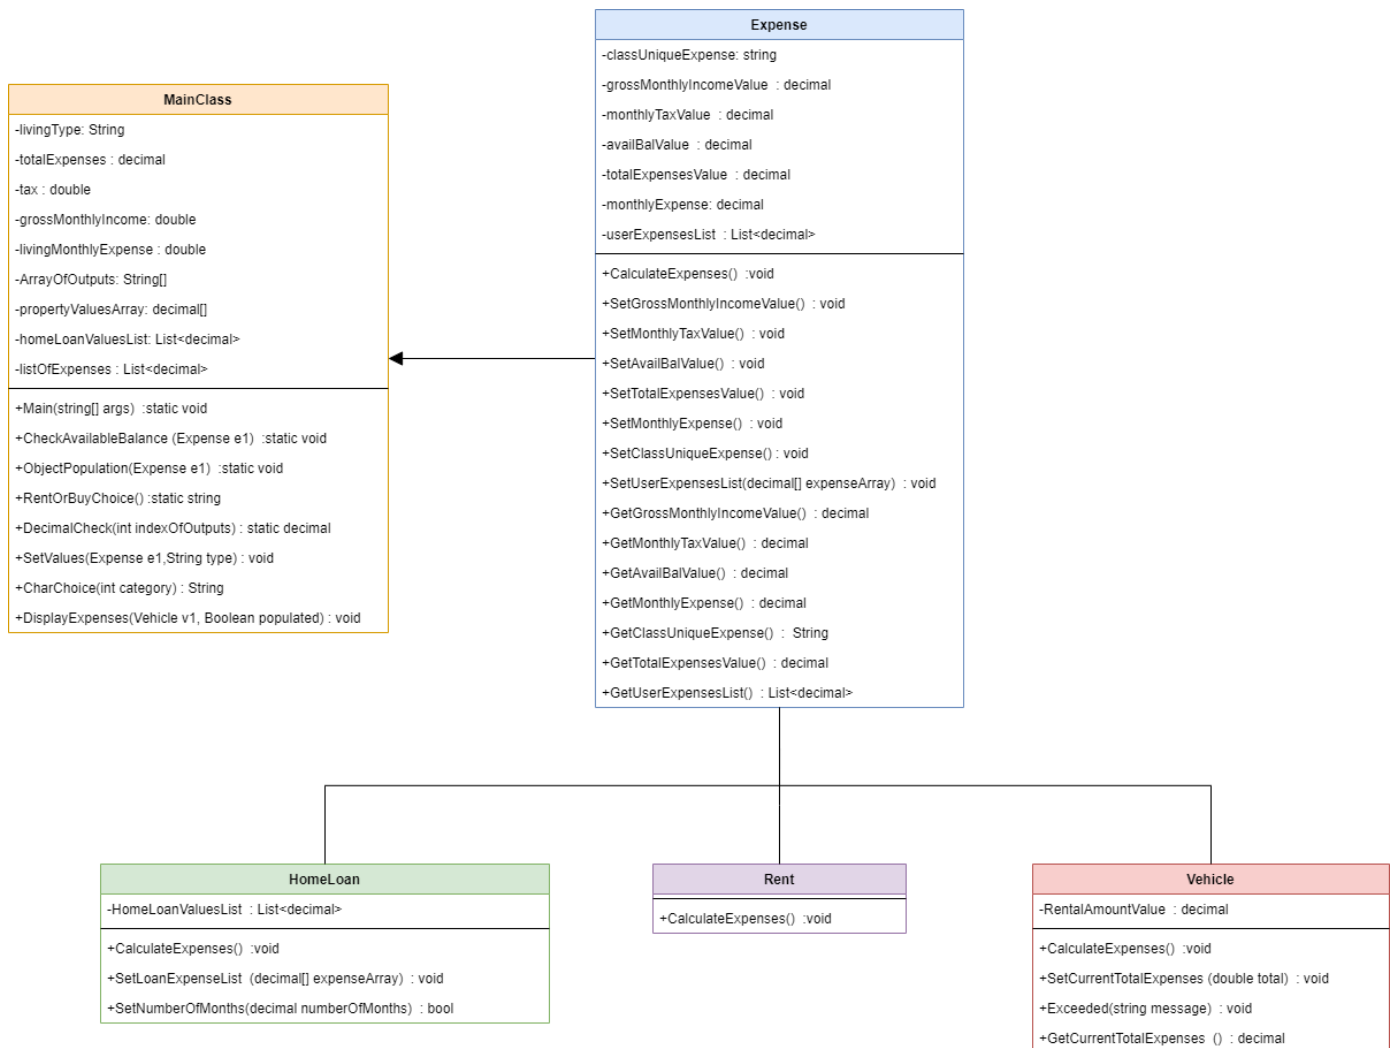 MainClass
-livingType: String
-totalExpenses : decimal
-tax : double
-grossMonthlyIncome: double
-livingMonthlyExpense : double
-ArrayOfOutputs: String[]
-propertyValuesArray: decimal[]
-homeLoanValuesList: List<decimal>
-listOfExpenses : List<decimal>
+Main(string[] args)  :static void
+CheckAvailableBalance (Expense e1)  :static void
+ObjectPopulation(Expense e1)  :static void
+RentOrBuyChoice() :static string
+DecimalCheck(int indexOfOutputs) : static decimal
+SetValues(Expense e1,String type) : void
+CharChoice(int category) : String
+DisplayExpenses(Vehicle v1, Boolean populated) : void
Expense
-classUniqueExpense: string
-grossMonthlyIncomeValue  : decimal
-monthlyTaxValue  : decimal
-availBalValue  : decimal
-totalExpensesValue  : decimal
-monthlyExpense: decimal
-userExpensesList  : List<decimal>
+CalculateExpenses()  :void
+SetGrossMonthlyIncomeValue()  : void
+SetMonthlyTaxValue()  : void
+SetAvailBalValue()  : void
+SetTotalExpensesValue()  : void
+SetMonthlyExpense()  : void
+SetClassUniqueExpense() : void
+SetUserExpensesList(decimal[] expenseArray)  : void
+GetGrossMonthlyIncomeValue()  : decimal
+GetMonthlyTaxValue()  : decimal
+GetAvailBalValue()  : decimal
+GetMonthlyExpense()  : decimal
+GetClassUniqueExpense()  :  String
+GetTotalExpensesValue()  : decimal
+GetUserExpensesList()  : List<decimal>
HomeLoan
-HomeLoanValuesList  : List<decimal>
+CalculateExpenses()  :void
+SetLoanExpenseList  (decimal[] expenseArray)  : void
+SetNumberOfMonths(decimal numberOfMonths)  : bool
Rent
+CalculateExpenses()  :void
Vehicle
-RentalAmountValue  : decimal
+CalculateExpenses()  :void
+SetCurrentTotalExpenses (double total)  : void
+Exceeded(string message)  : void
+GetCurrentTotalExpenses  () : decimal